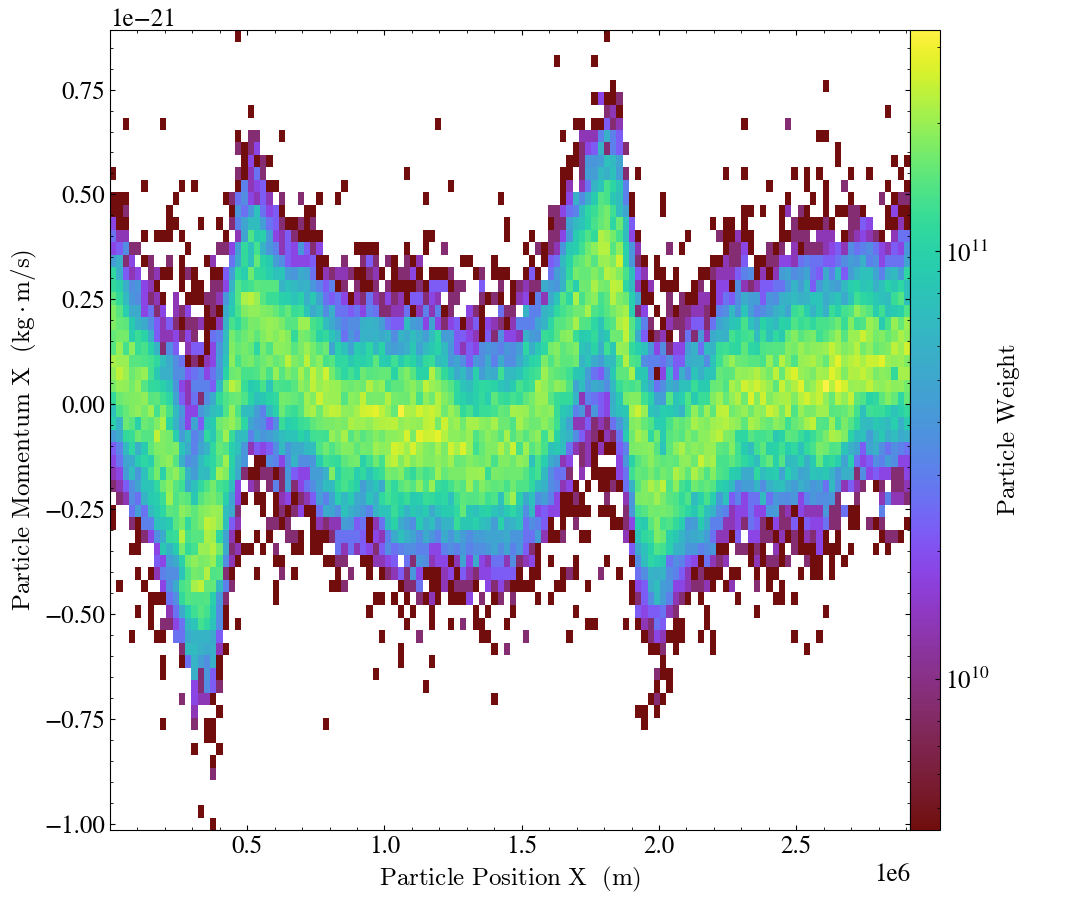 1e−21
0.75
0.50
0.25
0.00
−0.25
−0.50
−0.75
−1.00
Particle Momentum X (kg · m/s)
0.5 1.0 1.5 2.0 2.5
1e6
Particle Position X (m)
10¹¹
10¹⁰
Particle Weight